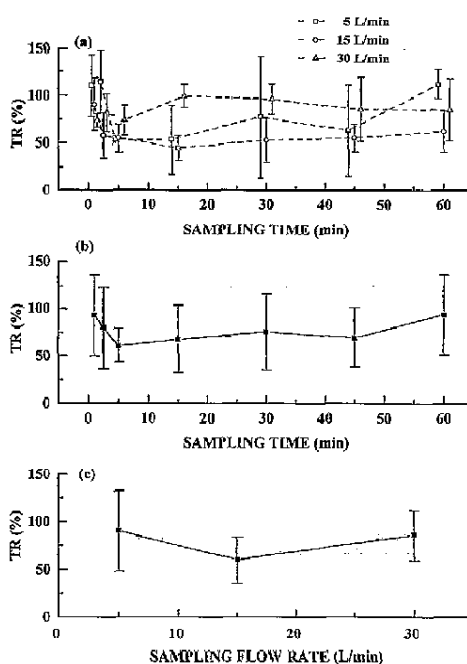 5 L/min
15 L/min
30 L/min
(a)
150
100
50
0
TR (%)
0 10 20 30 40 50 60
SAMPLING TIME (min)
(b)
150
100
50
0
TR (%)
0 10 20 30 40 50 60
SAMPLING TIME (min)
(c)
150
100
50
0
TR (%)
0 10 20 30
SAMPLING FLOW RATE (L/min)